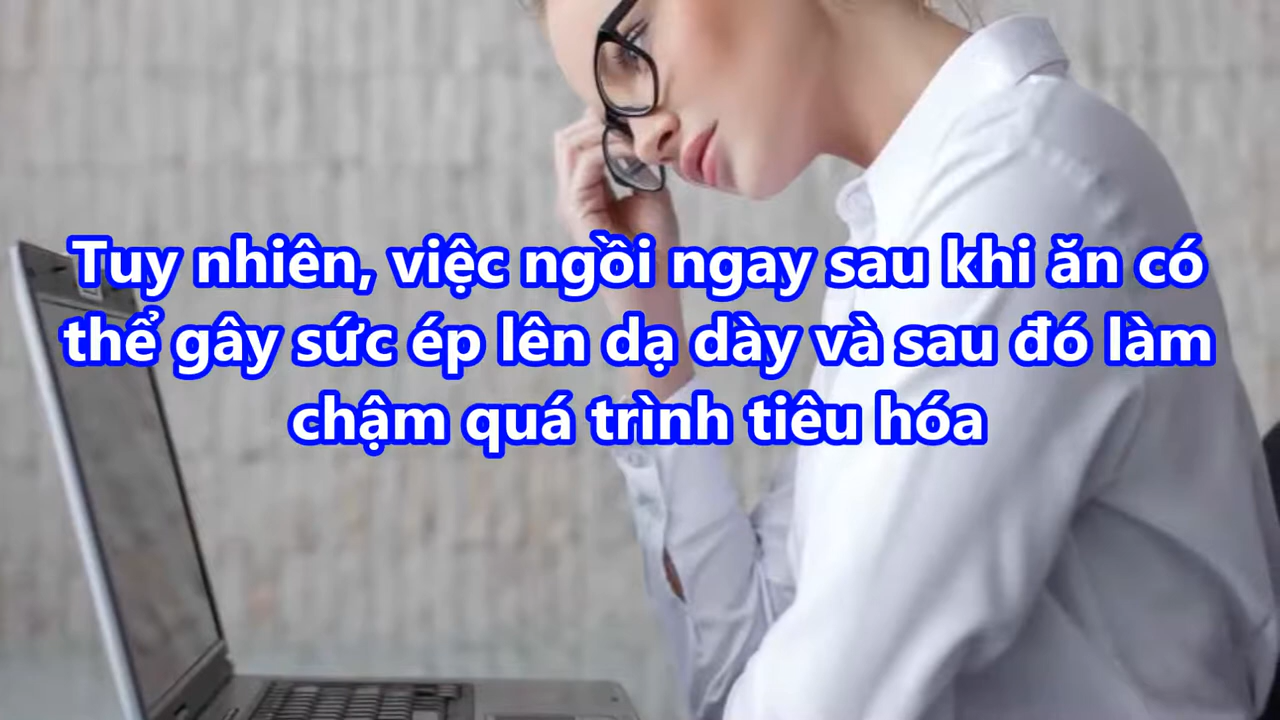 Tuy nhiên, việc ngồi ngay sau khi ăn có
thể gây sức ép lên dạ dày và sau đó làm
chậm quá trình tiêu hóa